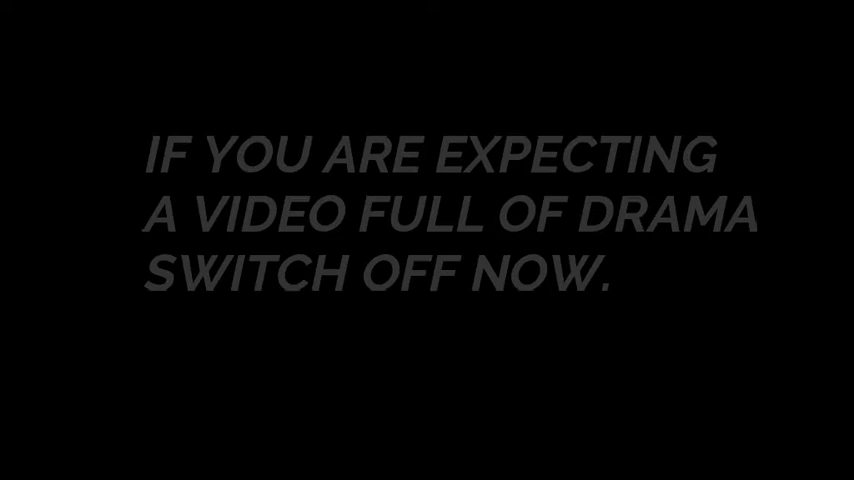 IF YOU ARE EXPECTING
A VIDEO FULL OF DRAMA
SWITCH OFF NOW.